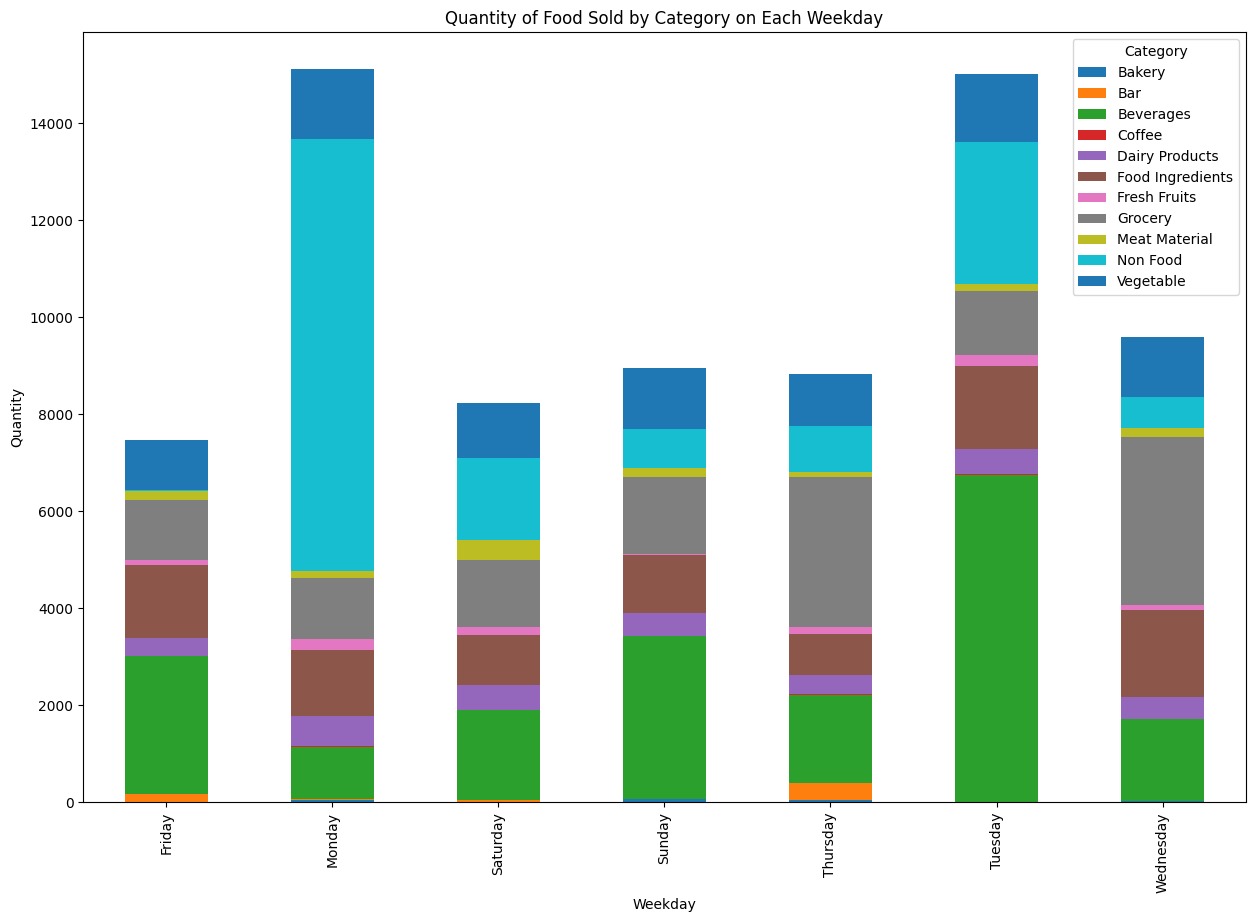 Quantity of Food Sold by Category on Each Weekday
Category
Bakery
Bar
Beverages
Coffee
Dairy Products
Food Ingredients
Fresh Fruits
Grocery
Meat Material
Non Food
Vegetable
Quantity
14000
12000
10000
8000
6000
4000
2000
0
Friday
Monday
Saturday
Sunday
Thursday
Tuesday
Wednesday
Weekday